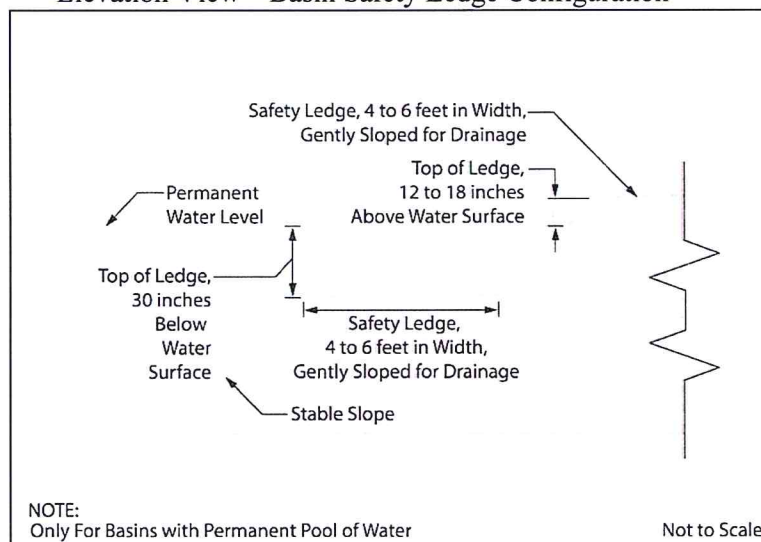 Elevation View – Basin Safety Ledge Configuration
Safety Ledge, 4 to 6 feet in Width,
Gently Sloped for Drainage
Top of Ledge,
12 to 18 inches
Above Water Surface
Permanent
Water Level
Top of Ledge,
30 inches
Below
Water
Surface
Safety Ledge,
4 to 6 feet in Width,
Gently Sloped for Drainage
Stable Slope
NOTE:
Only For Basins with Permanent Pool of Water
Not to Scale